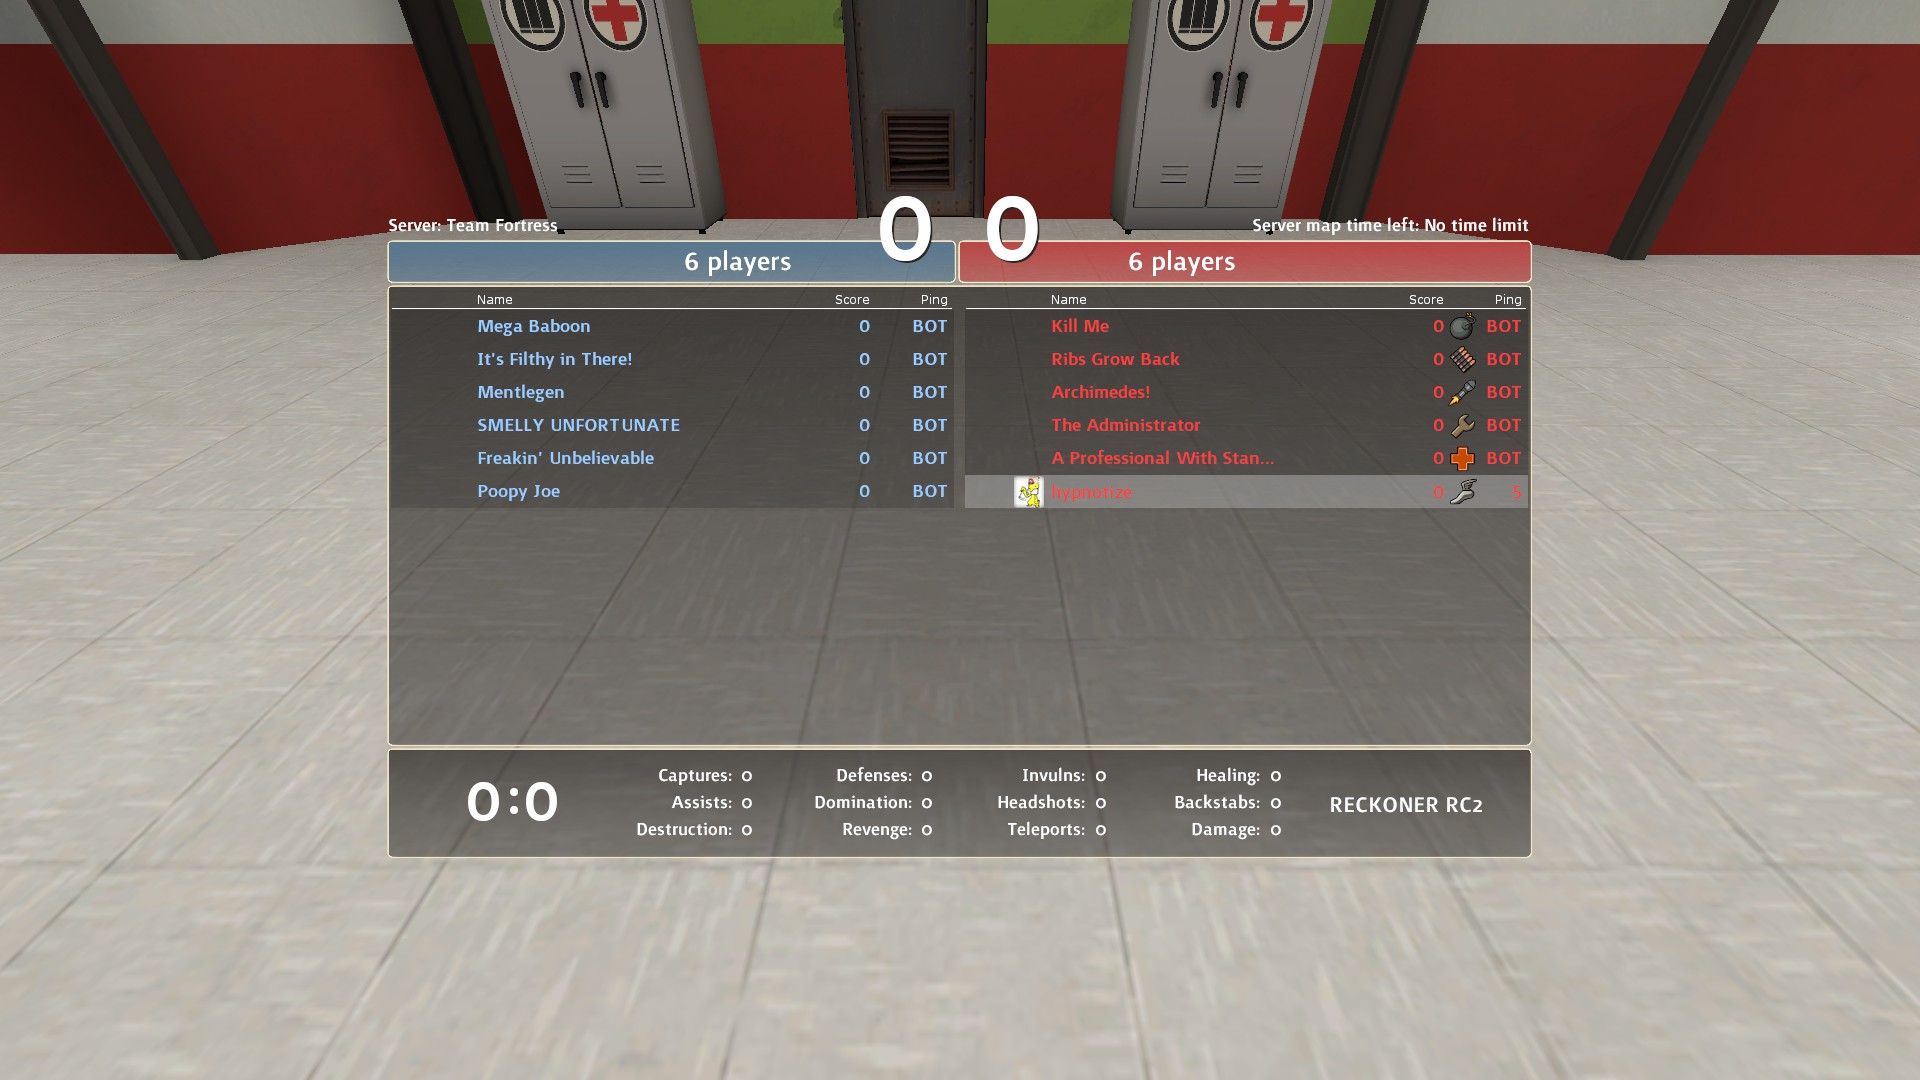 Server: Team Fortress
0 0
Server map time left: No time limit
6 players
6 players
Name Score Ping
Mega Baboon 0 BOT
It's Filthy in There! 0 BOT
Mentlegen 0 BOT
SMELLY UNFORTUNATE 0 BOT
Freakin' Unbelievable 0 BOT
Poopy Joe 0 BOT
Name Score Ping
Kill Me 0 BOT
Ribs Grow Back 0 BOT
Archimedes! 0 BOT
The Administrator 0 BOT
A Professional With Stan... 0 BOT
hypnotize 0 5
0:0
Captures: 0
Assists: 0
Destruction: 0
Defenses: 0
Domination: 0
Revenge: 0
Invulns: 0
Headshots: 0
Teleports: 0
Healing: 0
Backstabs: 0
Damage: 0
RECKONER RC2